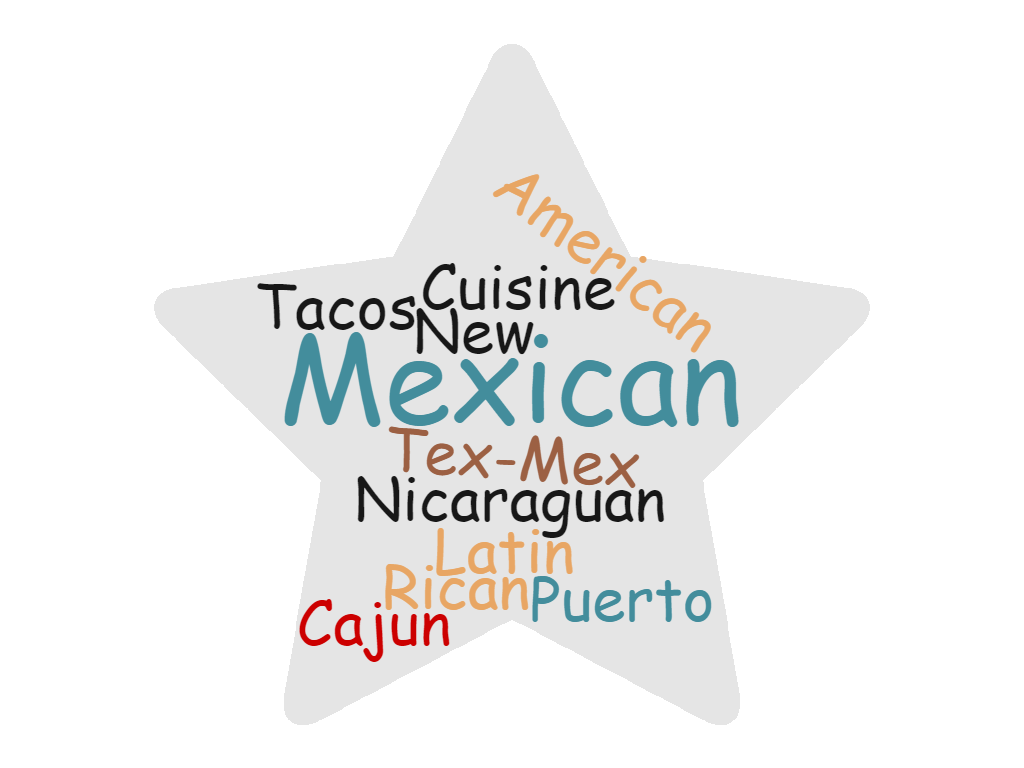 American
Cuisine
Tacos
New
Mexican
Tex-Mex
Nicaraguan
Latin
Rican
Puerto
Cajun